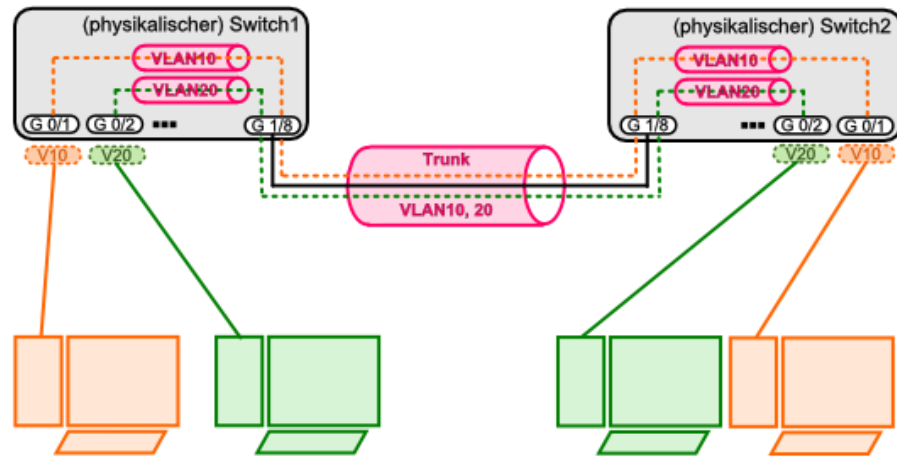 (physikalischer) Switch1
VLAN10
VLAN20
G 0/1 G 0/2 ... G 1/8
V10 V20
(physikalischer) Switch2
VLAN10
VLAN20
G 1/8 ... G 0/2 G 0/1
V20 V10
Trunk
VLAN10, 20